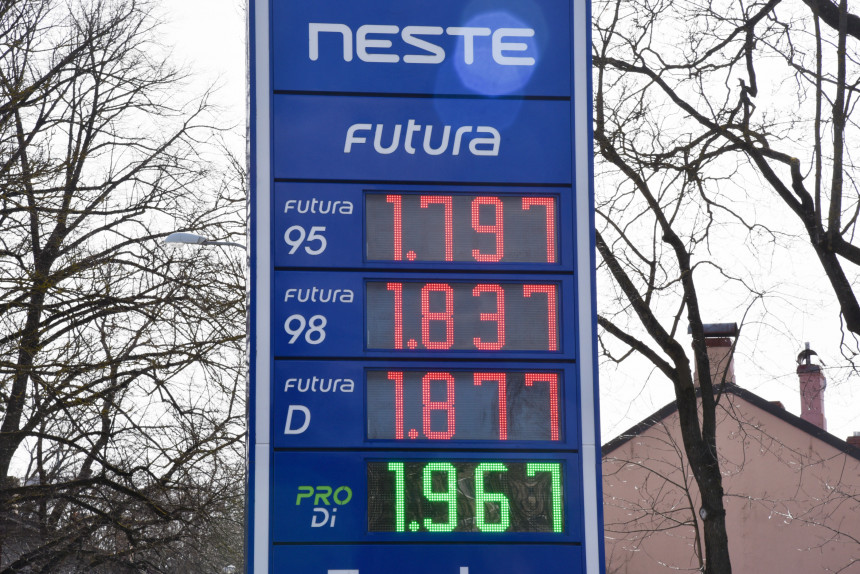 NESTE
Futura
Futura 95 1.797
Futura 98 1.837
Futura D 1.877
PRO Di 1.967